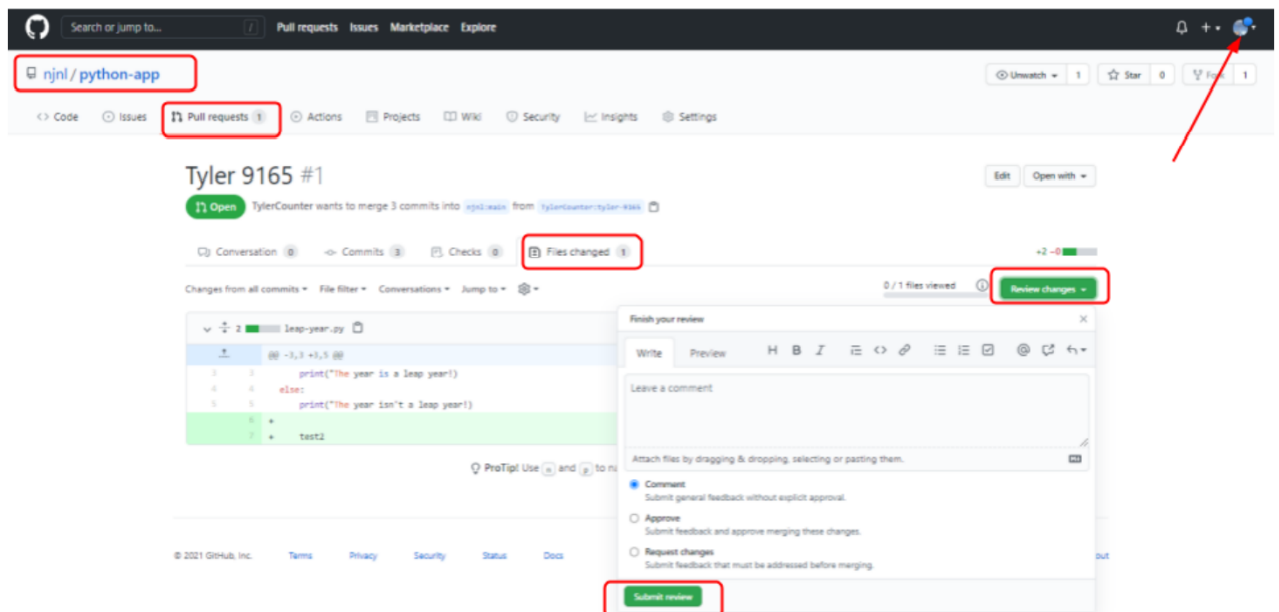 Search or jump to... /
Pull requests Issues Marketplace Explore
njnl / python-app
Unwatch 1 Star 0 Fork 1
Code Issues Pull requests 1 Actions Projects Wiki Security Insights Settings
Tyler 9165 #1
Edit Open with
Open TylerCounter wants to merge 3 commits into njnl:main from TylerCounter:tyler-9165
Conversation 0 Commits 3 Checks 0 Files changed 1
+2 −0
Changes from all commits File filter Conversations Jump to
0 / 1 files viewed Review changes
2 leap-year.py
@@ -3,3 +3,5 @@
3 3 print("The year is a leap year!)
4 4 else:
5 5 print("The year isn't a leap year!)
6 +
7 + test2
ProTip! Use n and p to
Finish your review
Write Preview H B I
Leave a comment
Attach files by dragging & dropping, selecting or pasting them.
Comment
Submit general feedback without explicit approval.
Approve
Submit feedback and approve merging these changes.
Request changes
Submit feedback that must be addressed before merging.
Submit review
© 2021 GitHub, Inc. Terms Privacy Security Status Docs